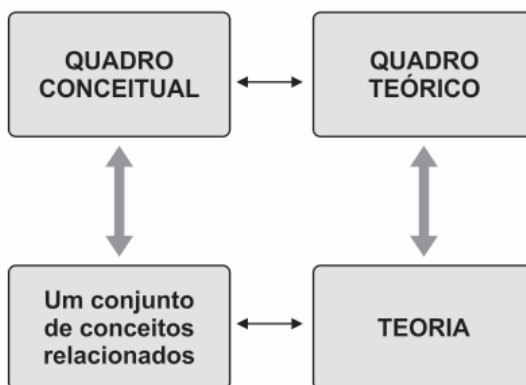 QUADRO
CONCEITUAL
QUADRO
TEÓRICO
Um conjunto
de conceitos
relacionados
TEORIA